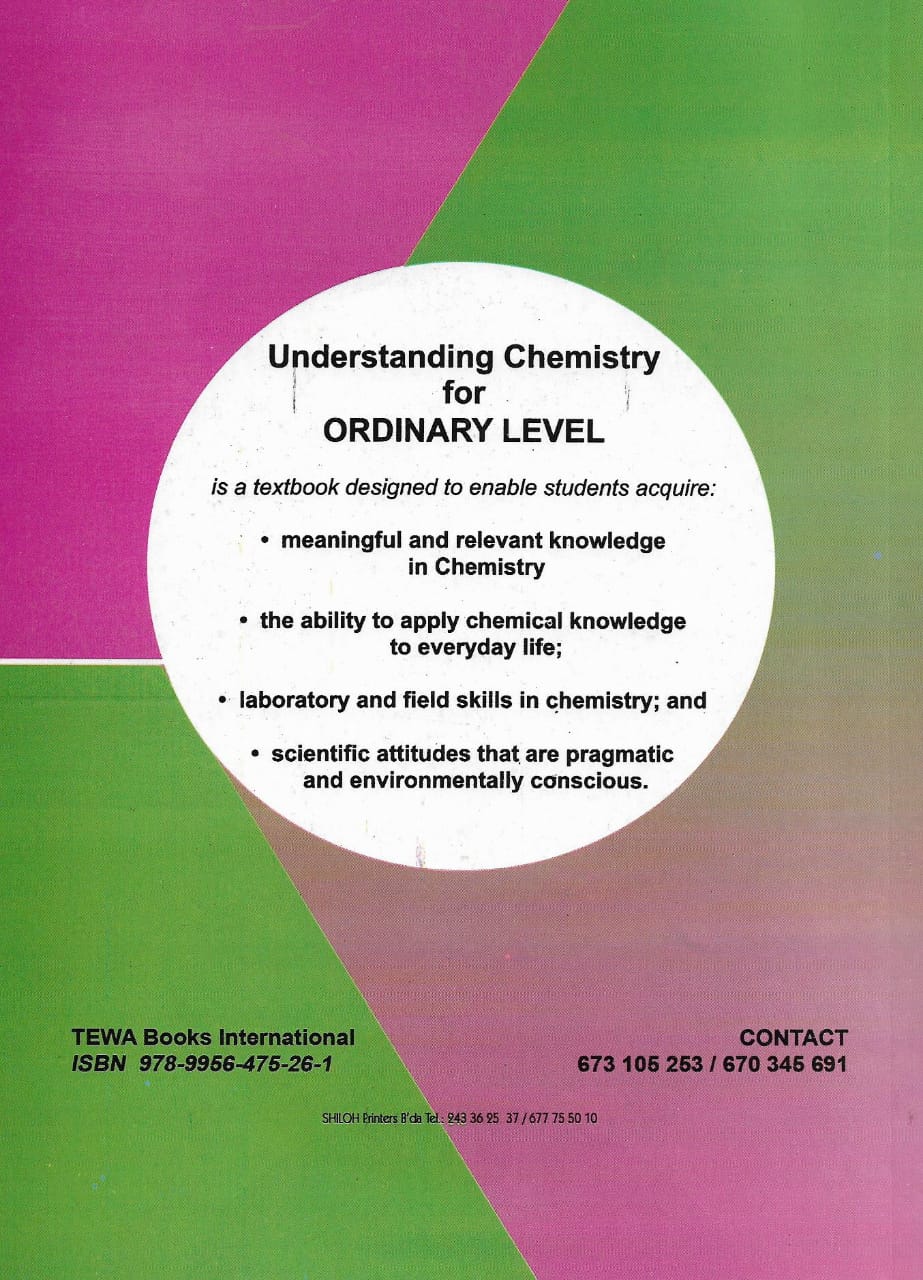 Understanding Chemistry
for
ORDINARY LEVEL
is a textbook designed to enable students acquire:
• meaningful and relevant knowledge
in Chemistry
• the ability to apply chemical knowledge
to everyday life;
• laboratory and field skills in chemistry; and
• scientific attitudes that are pragmatic
and environmentally conscious.
TEWA Books International
ISBN 978-9956-475-26-1
CONTACT
673 105 253 / 670 345 691
SHILOH Printers B'da Tel.: 243 36 25 37 / 677 75 50 10